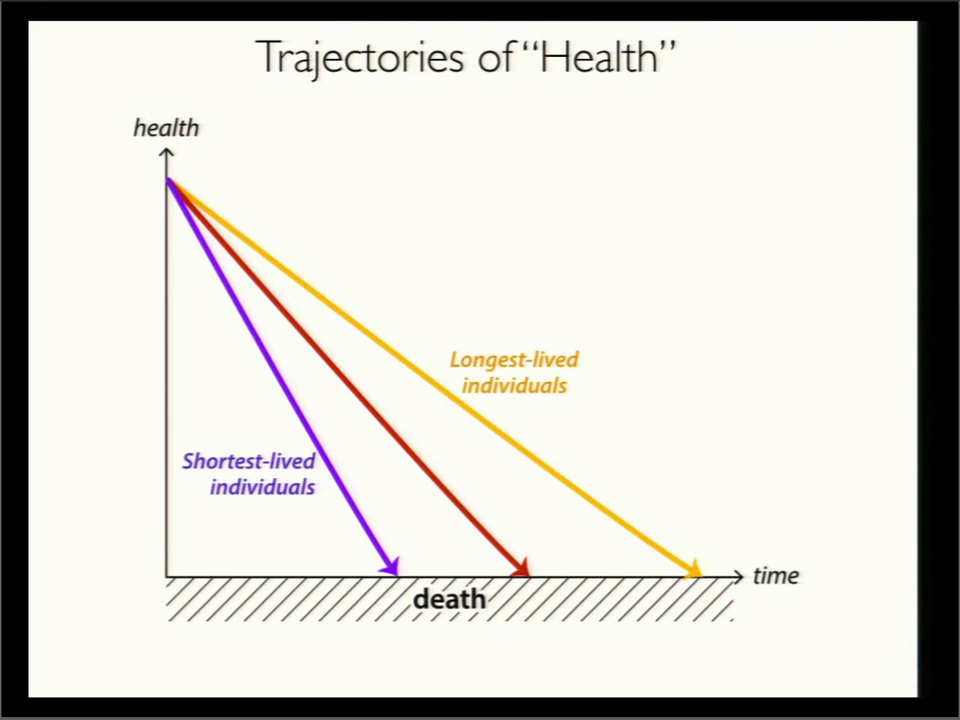 Trajectories of “Health”
health
Longest-lived
individuals
Shortest-lived
individuals
time
death